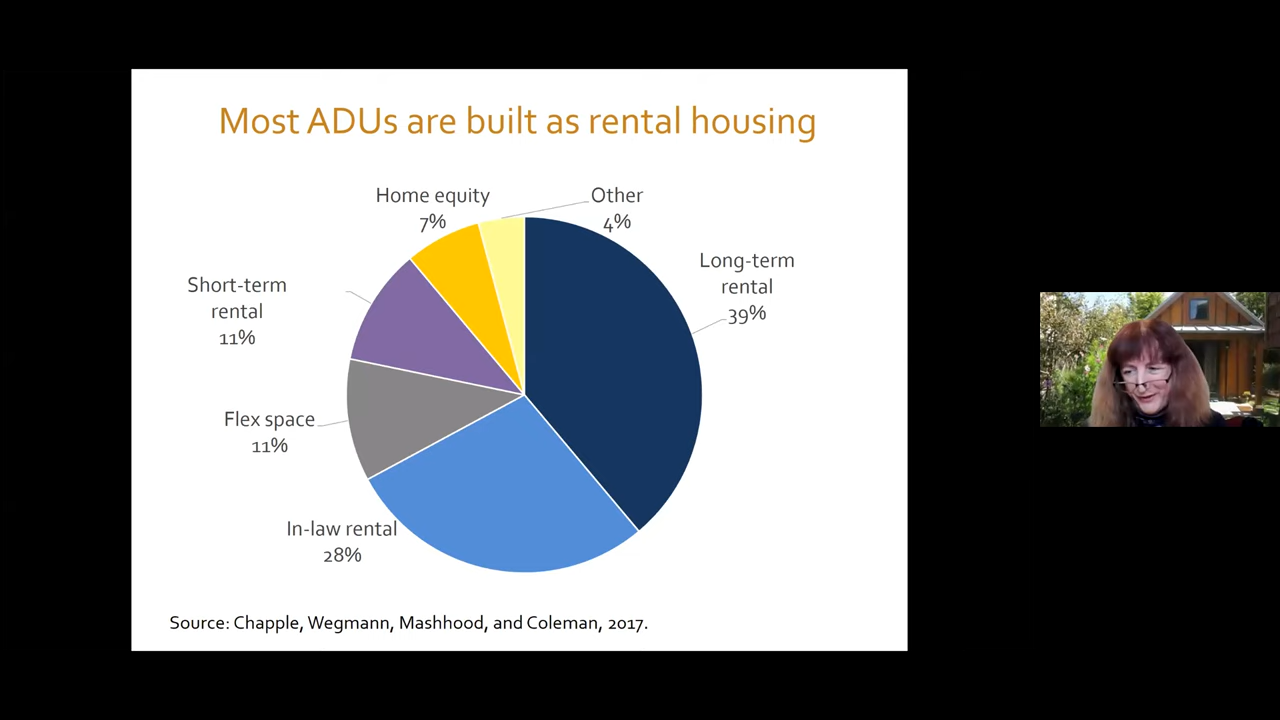 Most ADUs are built as rental housing
Home equity
7%
Other
4%
Long-term
rental
39%
Short-term
rental
11%
Flex space
11%
In-law rental
28%
Source: Chapple, Wegmann, Mashhood, and Coleman, 2017.